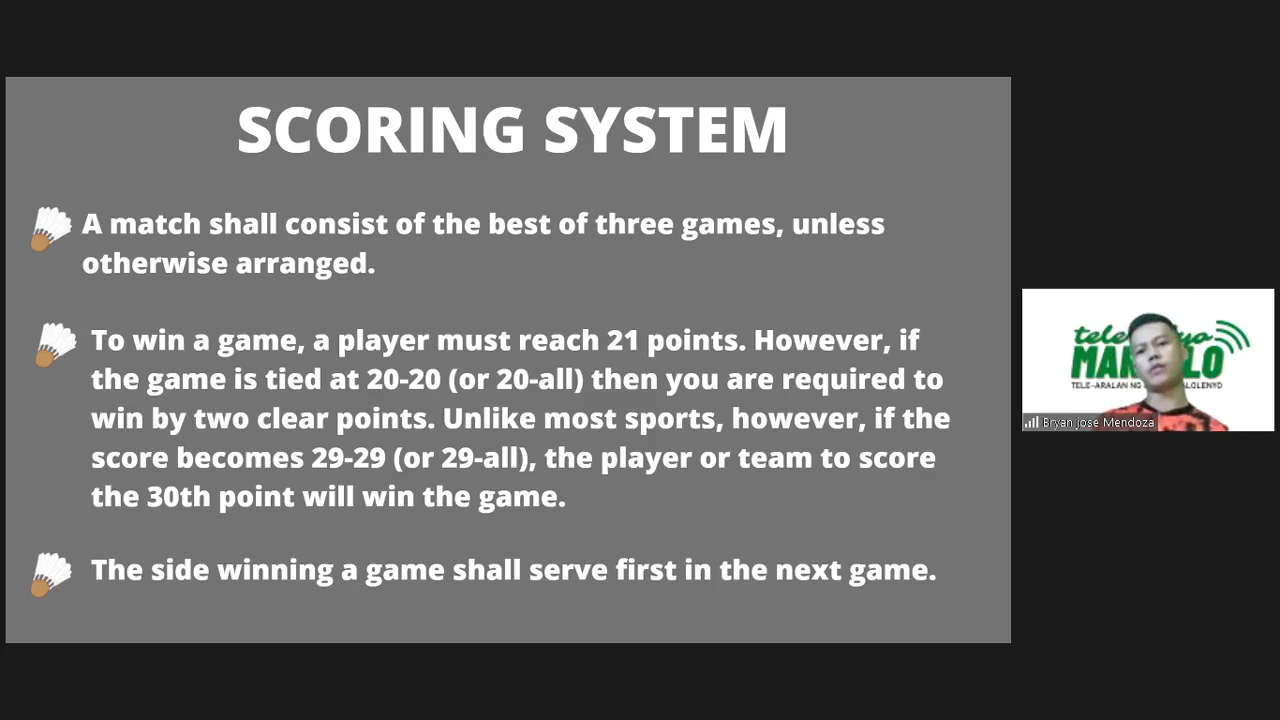 SCORING SYSTEM
A match shall consist of the best of three games, unless
otherwise arranged.
To win a game, a player must reach 21 points. However, if
the game is tied at 20-20 (or 20-all) then you are required to
win by two clear points. Unlike most sports, however, if the
score becomes 29-29 (or 29-all), the player or team to score
the 30th point will win the game.
The side winning a game shall serve first in the next game.
TELE-ARALAN NG
Bryan Jose Mendoza